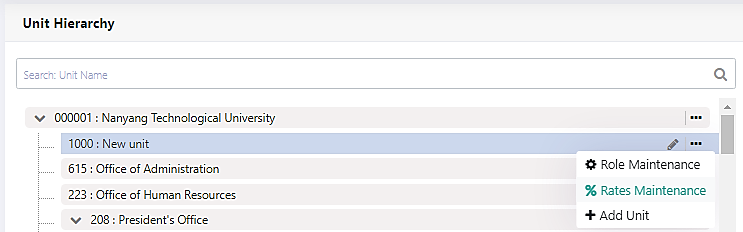 Unit Hierarchy
Search: Unit Name
000001 : Nanyang Technological University
1000 : New unit
615 : Office of Administration
Role Maintenance
223 : Office of Human Resources
Rates Maintenance
208 : President's Office
Add Unit